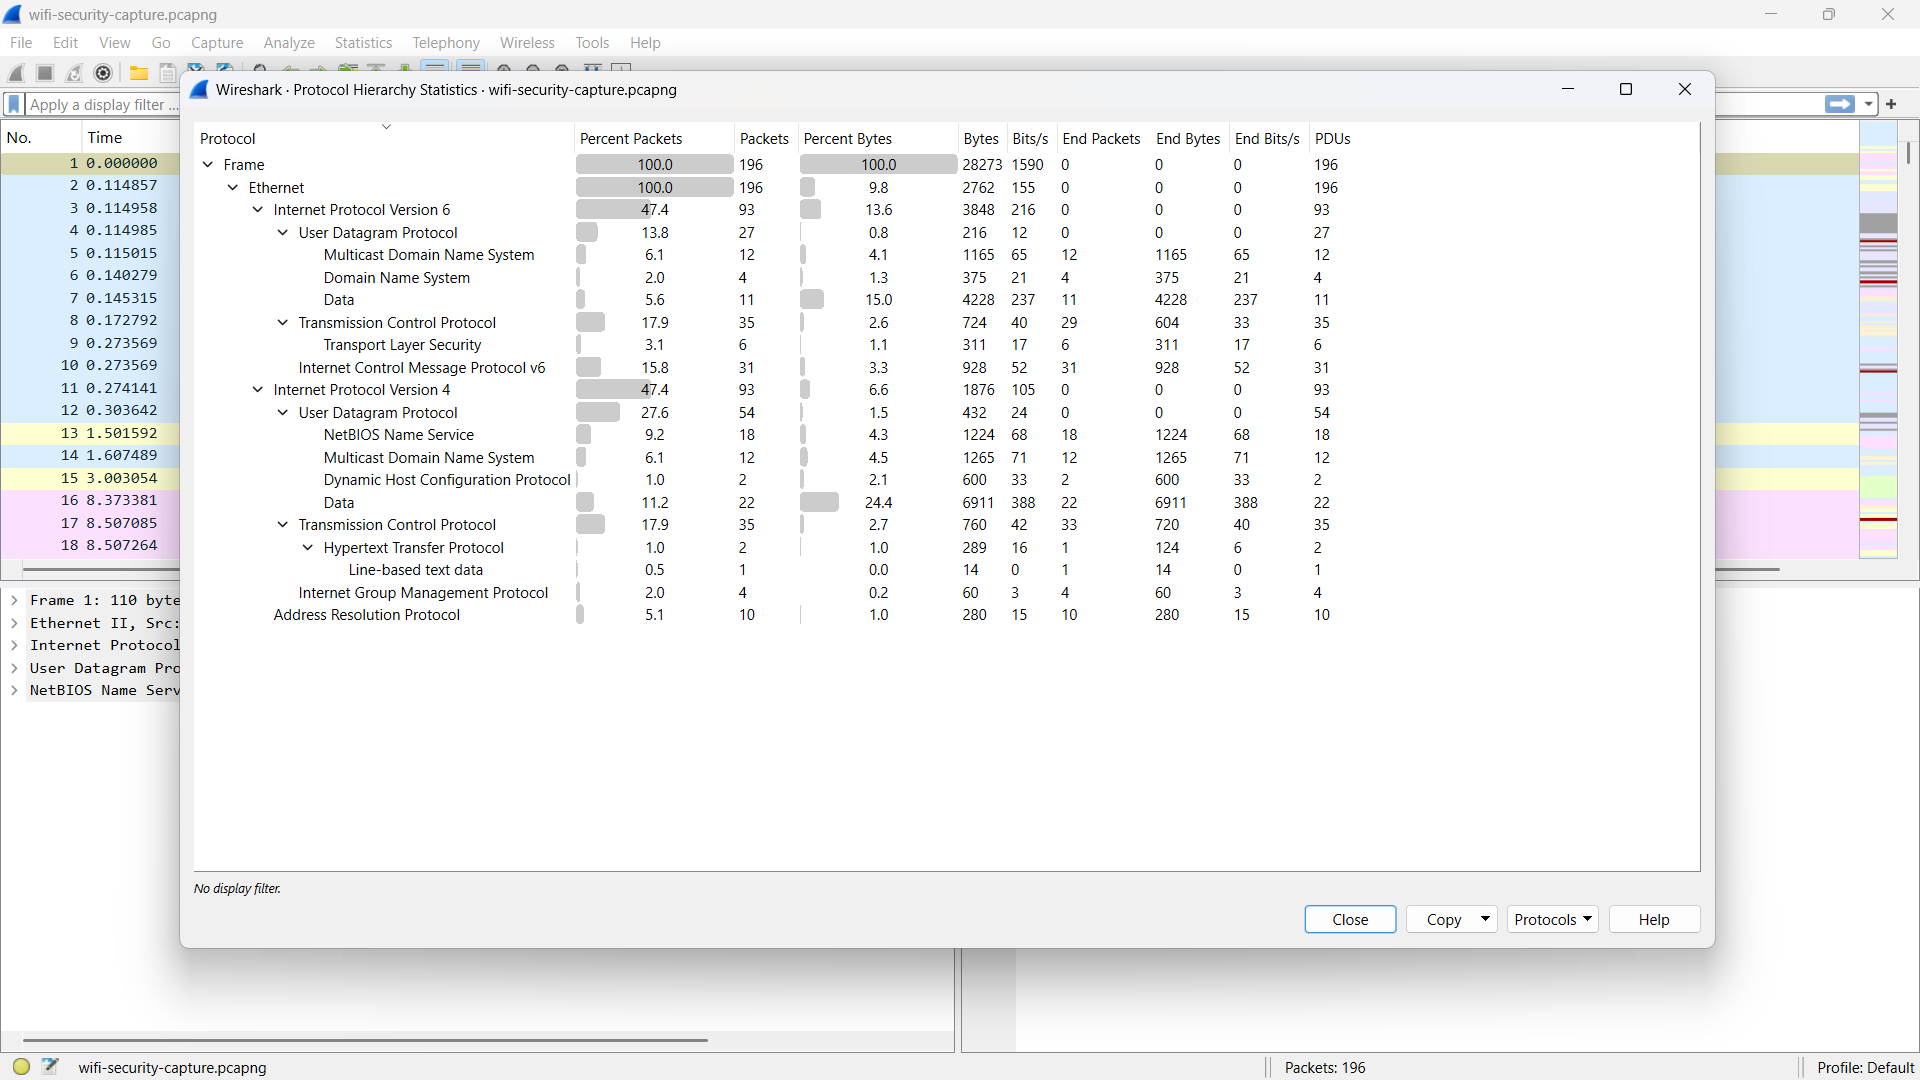 wifi-security-capture.pcapng
File Edit View Go Capture Analyze Statistics Telephony Wireless Tools Help
Apply a display filter ...
Wireshark · Protocol Hierarchy Statistics · wifi-security-capture.pcapng
No. Time
1 0.000000
2 0.114857
3 0.114958
4 0.114985
5 0.115015
6 0.140279
7 0.145315
8 0.172792
9 0.273569
10 0.273569
11 0.274141
12 0.303642
13 1.501592
14 1.607489
15 3.003054
16 8.373381
17 8.507085
18 8.507264
Frame 1: 110 byte
Ethernet II, Src:
Internet Protocol
User Datagram Pro
NetBIOS Name Serv
Protocol Percent Packets Packets Percent Bytes Bytes Bits/s End Packets End Bytes End Bits/s PDUs
Frame 100.0 196 100.0 28273 1590 0 0 0 196
Ethernet 100.0 196 9.8 2762 155 0 0 0 196
Internet Protocol Version 6 47.4 93 13.6 3848 216 0 0 0 93
User Datagram Protocol 13.8 27 0.8 216 12 0 0 0 27
Multicast Domain Name System 6.1 12 4.1 1165 65 12 1165 65 12
Domain Name System 2.0 4 1.3 375 21 4 375 21 4
Data 5.6 11 15.0 4228 237 11 4228 237 11
Transmission Control Protocol 17.9 35 2.6 724 40 29 604 33 35
Transport Layer Security 3.1 6 1.1 311 17 6 311 17 6
Internet Control Message Protocol v6 15.8 31 3.3 928 52 31 928 52 31
Internet Protocol Version 4 47.4 93 6.6 1876 105 0 0 0 93
User Datagram Protocol 27.6 54 1.5 432 24 0 0 0 54
NetBIOS Name Service 9.2 18 4.3 1224 68 18 1224 68 18
Multicast Domain Name System 6.1 12 4.5 1265 71 12 1265 71 12
Dynamic Host Configuration Protocol 1.0 2 2.1 600 33 2 600 33 2
Data 11.2 22 24.4 6911 388 22 6911 388 22
Transmission Control Protocol 17.9 35 2.7 760 42 33 720 40 35
Hypertext Transfer Protocol 1.0 2 1.0 289 16 1 124 6 2
Line-based text data 0.5 1 0.0 14 0 1 14 0 1
Internet Group Management Protocol 2.0 4 0.2 60 3 4 60 3 4
Address Resolution Protocol 5.1 10 1.0 280 15 10 280 15 10
No display filter.
Close Copy Protocols Help
wifi-security-capture.pcapng Packets: 196 Profile: Default